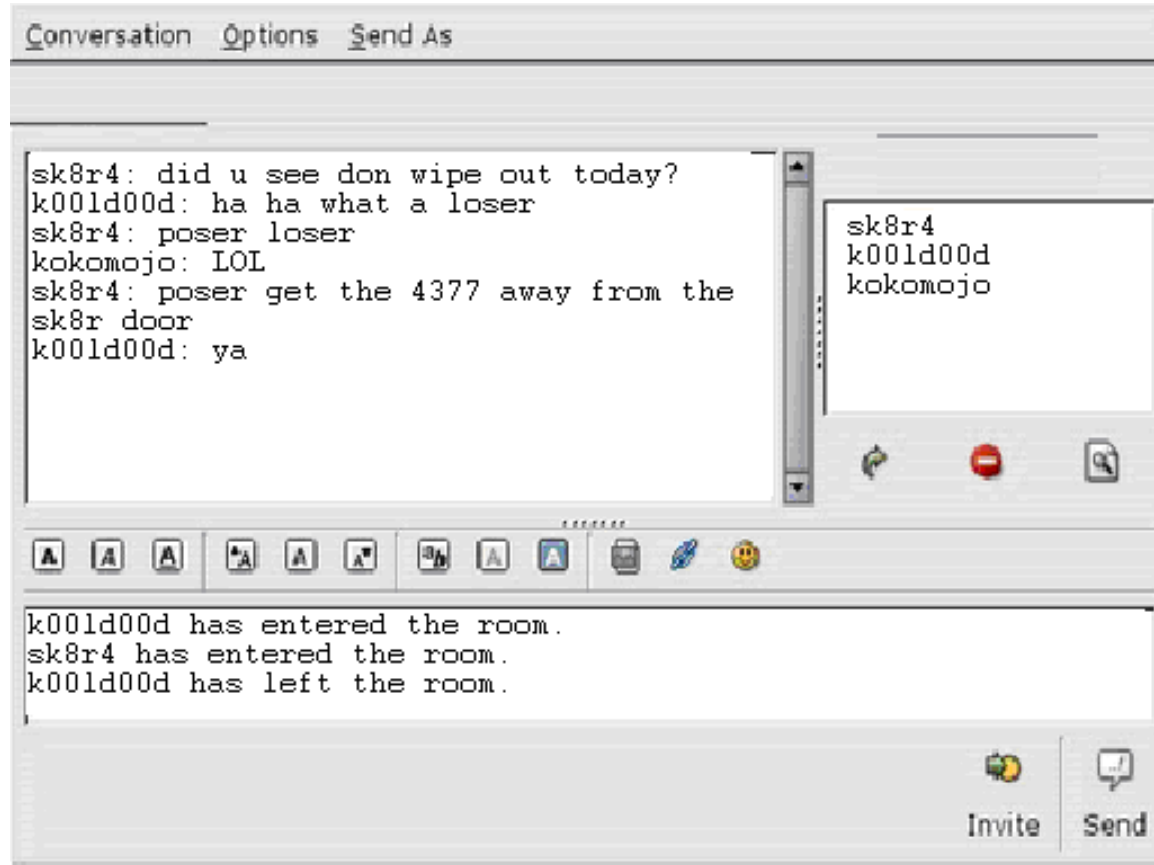 Conversation Options Send As
sk8r4: did u see don wipe out today?
k00ld00d: ha ha what a loser
sk8r4: poser loser
kokomojo: LOL
sk8r4: poser get the 4377 away from the
sk8r door
k00ld00d: ya
sk8r4
k00ld00d
kokomojo
k00ld00d has entered the room.
sk8r4 has entered the room.
k00ld00d has left the room.
Invite Send